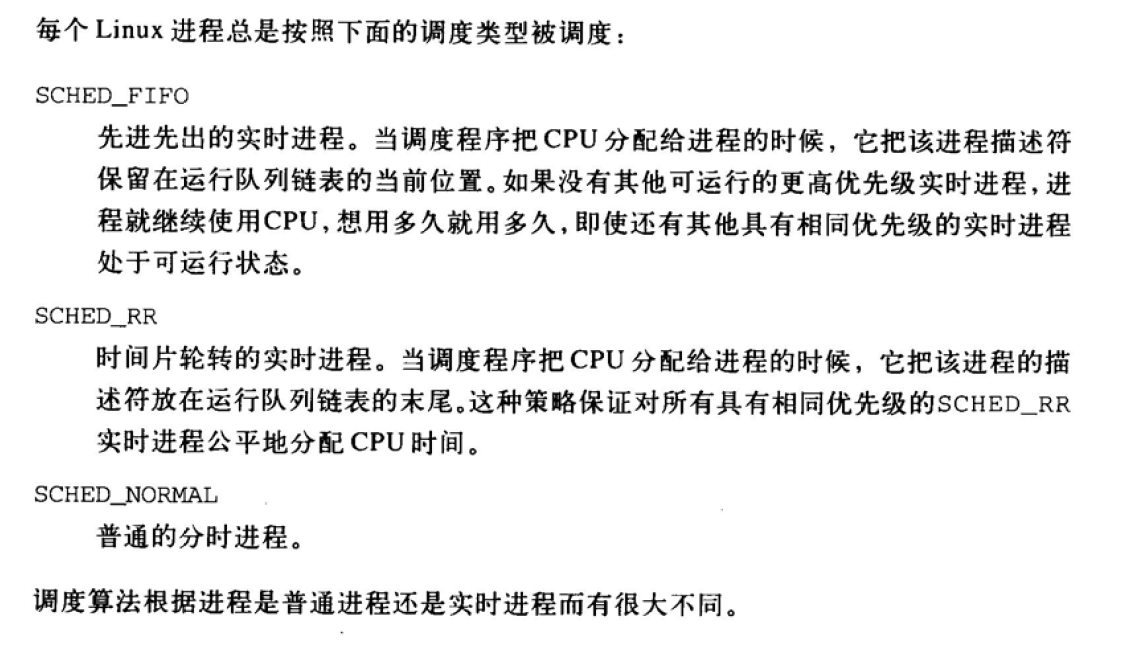 每个 Linux 进程总是按照下面的调度类型被调度：
SCHED_FIFO
先进先出的实时进程。当调度程序把 CPU 分配给进程的时候，它把该进程描述符
保留在运行队列链表的当前位置。如果没有其他可运行的更高优先级实时进程，进
程就继续使用CPU，想用多久就用多久，即使还有其他具有相同优先级的实时进程
处于可运行状态。
SCHED_RR
时间片轮转的实时进程。当调度程序把 CPU 分配给进程的时候，它把该进程的描
述符放在运行队列链表的末尾。这种策略保证对所有具有相同优先级的SCHED_RR
实时进程公平地分配 CPU 时间。
SCHED_NORMAL
普通的分时进程。
调度算法根据进程是普通进程还是实时进程而有很大不同。